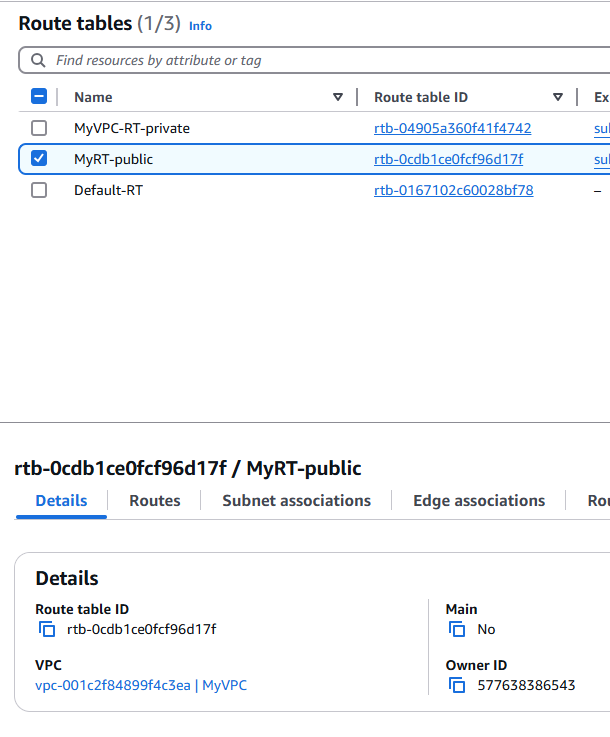 Route tables (1/3) Info
Find resources by attribute or tag
Name Route table ID Ex
MyVPC-RT-private rtb-04905a360f41f4742 sul
MyRT-public rtb-0cdb1ce0fcf96d17f sul
Default-RT rtb-0167102c60028bf78 –
rtb-0cdb1ce0fcf96d17f / MyRT-public
Details Routes Subnet associations Edge associations Rou
Details
Route table ID Main
rtb-0cdb1ce0fcf96d17f No
VPC Owner ID
vpc-001c2f84899f4c3ea | MyVPC 577638386543